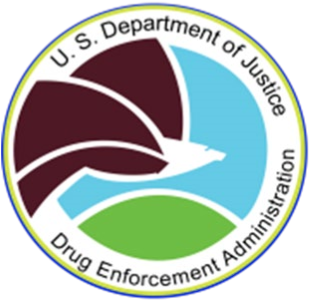 U. S. Department of Justice
Drug Enforcement Administration